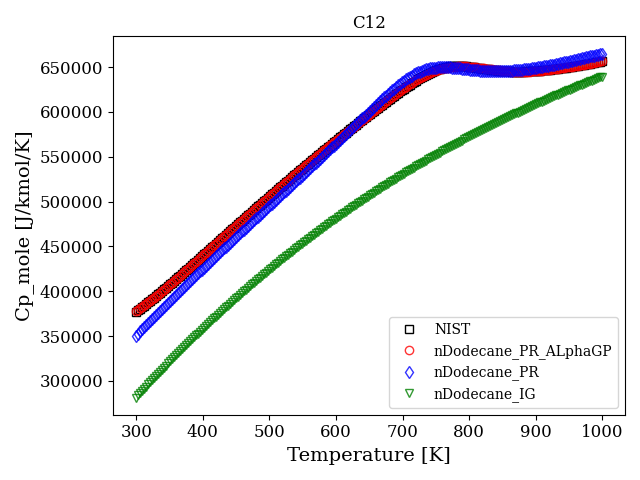 C12
Cp_mole [J/kmol/K]
650000
600000
550000
500000
450000
400000
350000
300000
NIST
nDodecane_PR_ALphaGP
nDodecane_PR
nDodecane_IG
300 400 500 600 700 800 900 1000
Temperature [K]